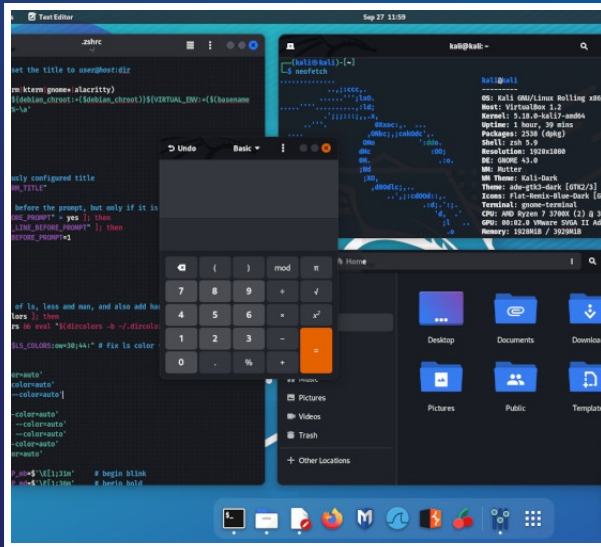 Text Editor
Sep 27 11:59
.zshrc
set the title to user@host:dir
rm|kterm|gnome*|alacritty)
${debian_chroot:+($debian_chroot)}${VIRTUAL_ENV:+($(basename
usly configured title
RM_TITLE"
before the prompt, but only if it is
ORE_PROMPT" = yes ]; then
_LINE_BEFORE_PROMPT" ]; then
BEFORE_PROMPT=1
of ls, less and man, and also add
lors ]; then
rs && eval "$(dircolors -b ~/.dircolo
$LS_COLORS:ow=30;44:" # fix ls color
or=auto'
color=auto'
--color=auto'
-color=auto'
--color=auto'
--color=auto'
-color=auto'
or=auto'
P_mb=$'\E[1;31m' # begin blink
P_md=$'\E[1;36m' # begin bold
Undo
Basic
( ) mod π
7 8 9 ÷ √
4 5 6 × x²
1 2 3 − =
0 . % +
kali@kali: ~
(kali㉿kali)-[~]
$ neofetch
kali@kali
OS: Kali GNU/Linux Rolling x86
Host: VirtualBox 1.2
Kernel: 5.18.0-kali7-amd64
Uptime: 1 hour, 39 mins
Packages: 2538 (dpkg)
Shell: zsh 5.9
Resolution: 1920x1080
DE: GNOME 43.0
WM: Mutter
WM Theme: Kali-Dark
Theme: adw-gtk3-dark [GTK2/3]
Icons: Flat-Remix-Blue-Dark [G
Terminal: gnome-terminal
CPU: AMD Ryzen 7 3700X (2) @ 3
GPU: 00:02.0 VMware SVGA II Ad
Memory: 1928MiB / 3929MiB
Home
Desktop
Documents
Downloa
Pictures
Public
Template
Music
Pictures
Videos
Trash
+ Other Locations